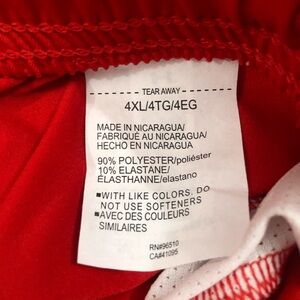 TEAR AWAY
4XL/4TG/4EG
MADE IN NICARAGUA/
FABRIQUÉ AU NICARAGUA/
HECHO EN NICARAGUA
90% POLYESTER/poliéster
10% ELASTANE/
ÉLASTHANNE/elastano
▪WITH LIKE COLORS. DO
NOT USE SOFTENERS
▪AVEC DES COULEURS
SIMILAIRES
RN#96510
CA#41095